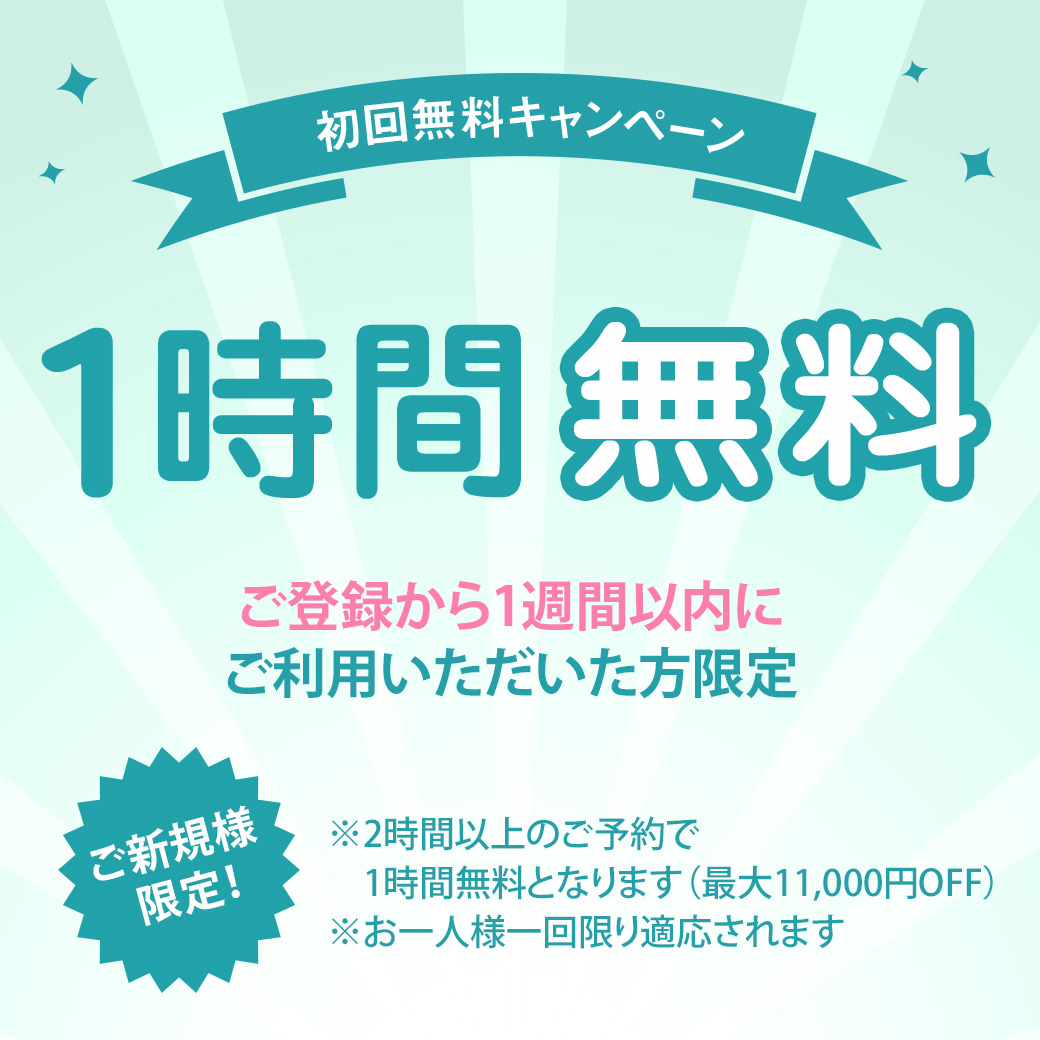 初回無料キャンペーン
1時間無料
ご登録から1週間以内に
ご利用いただいた方限定
ご新規様
限定！
※2時間以上のご予約で
1時間無料となります（最大11,000円OFF）
※お一人様一回限り適応されます